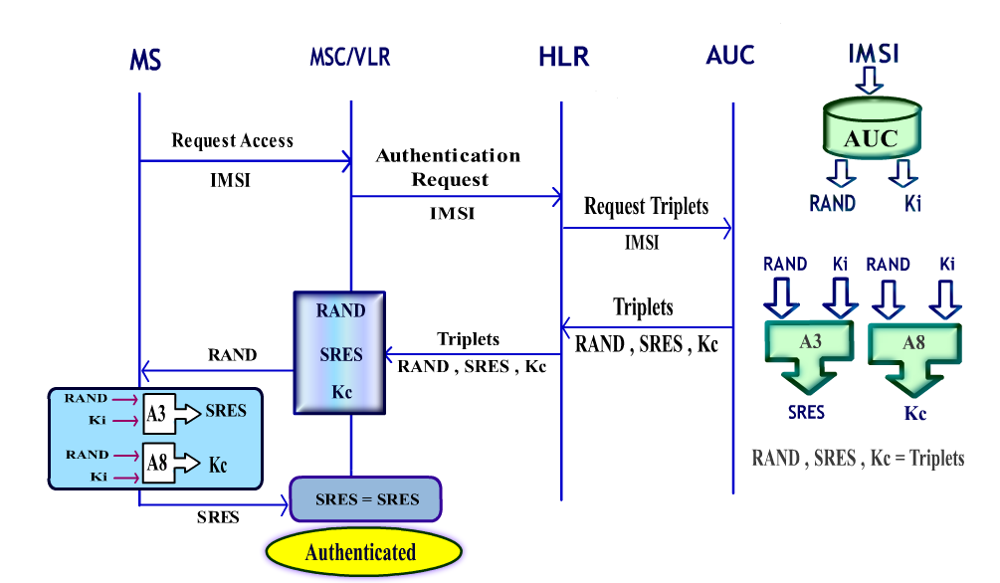 MS
MSC/VLR
HLR
AUC
IMSI
AUC
RAND
Ki
Request Access
IMSI
Authentication
Request
IMSI
Request Triplets
IMSI
RAND
Ki
RAND
Ki
A3
A8
SRES
Kc
RAND , SRES , Kc = Triplets
Triplets
RAND , SRES , Kc
Triplets
RAND , SRES , Kc
RAND
SRES
Kc
RAND
RAND
Ki
A3
SRES
RAND
Ki
A8
Kc
SRES
SRES = SRES
Authenticated